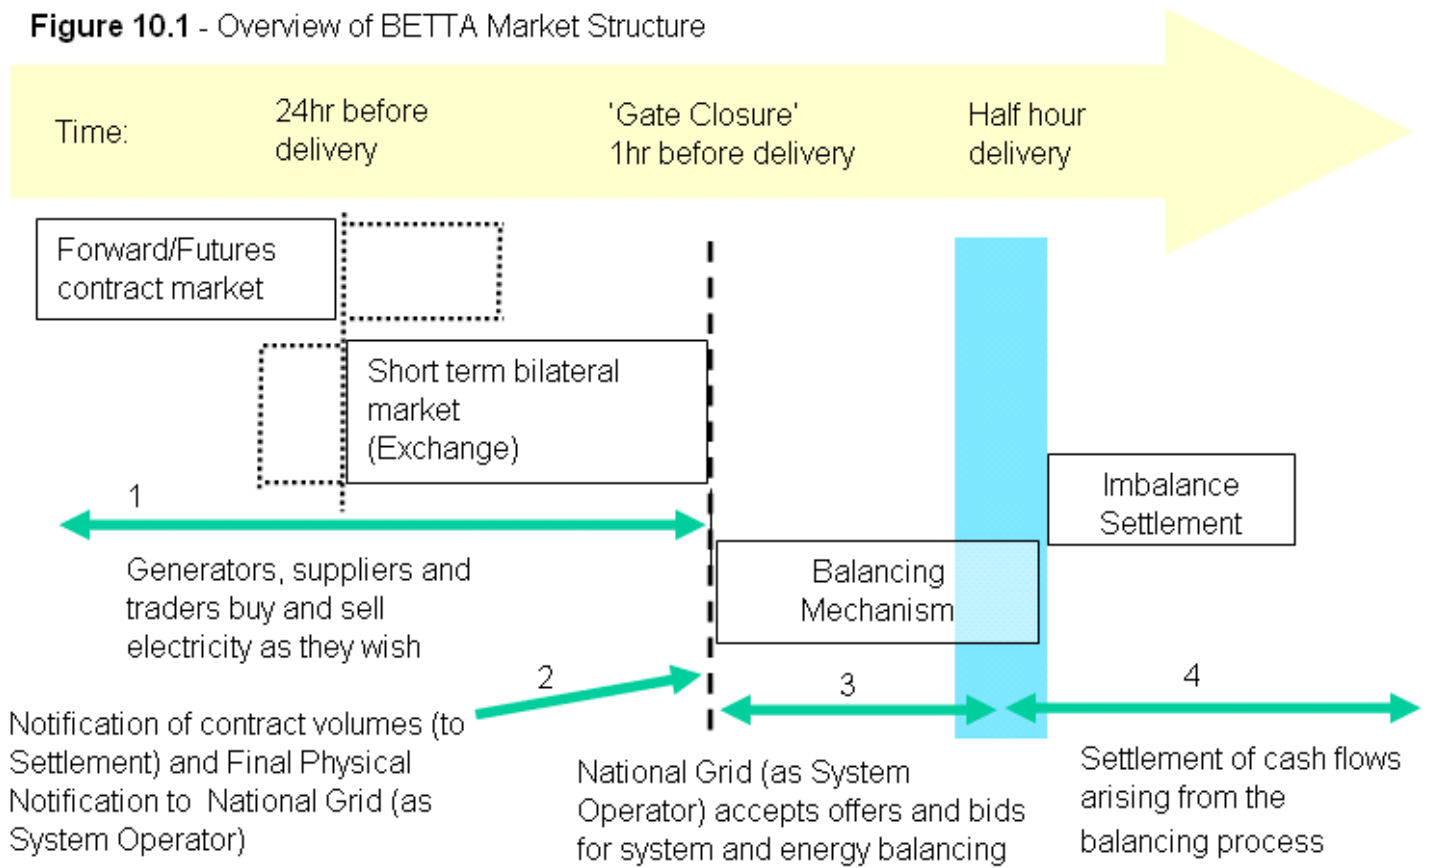 Figure 10.1 - Overview of BETTA Market Structure
Time:
24hr before
delivery
'Gate Closure'
1hr before delivery
Half hour
delivery
Forward/Futures
contract market
Short term bilateral
market
(Exchange)
Imbalance
Settlement
1
Generators, suppliers and
traders buy and sell
electricity as they wish
Balancing
Mechanism
2
3
4
Notification of contract volumes (to
Settlement) and Final Physical
Notification to National Grid (as
System Operator)
National Grid (as System
Operator) accepts offers and bids
for system and energy balancing
Settlement of cash flows
arising from the
balancing process